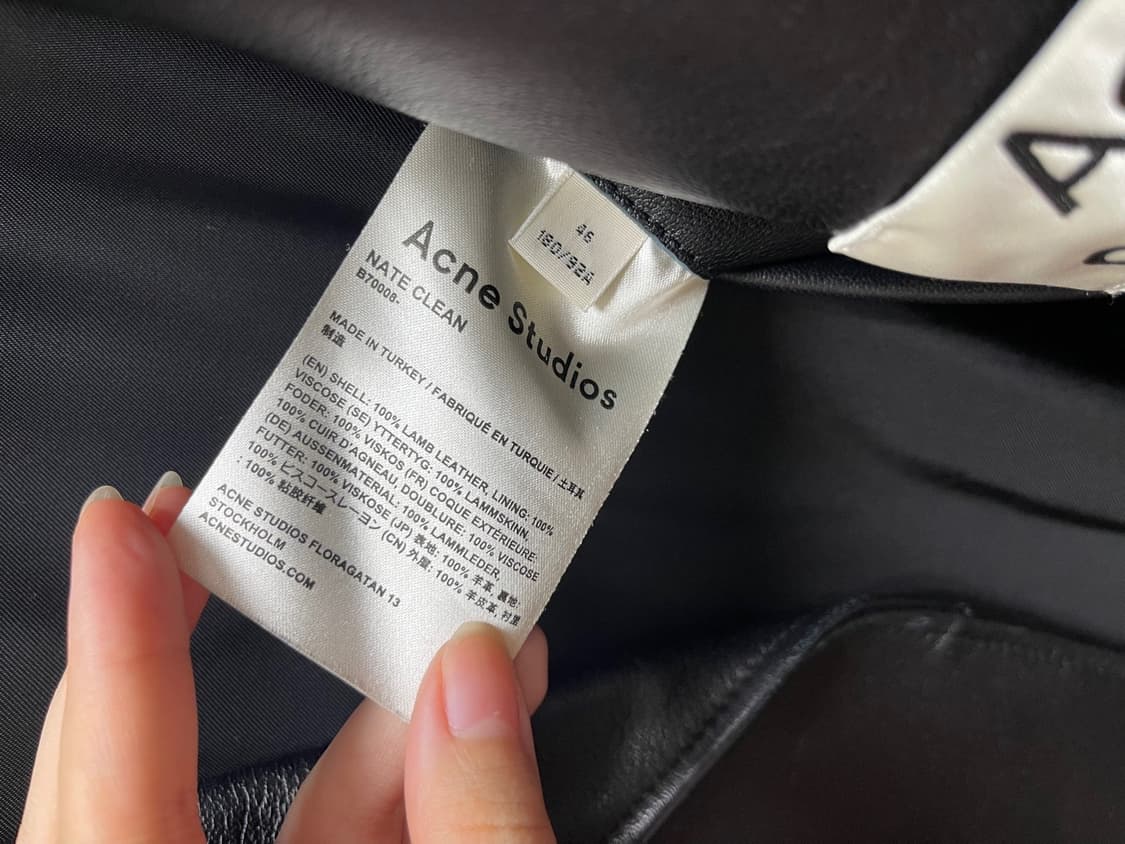 46
180/92A
Acne Studios
NATE CLEAN
B70008-
MADE IN TURKEY / FABRIQUÉ EN TURQUIE / 土耳其
制造
(EN) SHELL: 100% LAMB LEATHER, LINING: 100%
VISCOSE (SE) YTTERTYG: 100% LAMMSKINN,
FODER: 100% VISKOS (FR) COQUE EXTÉRIEURE:
100% CUIR D'AGNEAU, DOUBLURE: 100% VISCOSE
(DE) AUSSENMATERIAL: 100% LAMMLEDER,
FUTTER: 100% VISKOSE (JP) 表地: 100% 羊革, 裏地:
100% ビスコースレーヨン (CN) 外層: 100% 羊皮革, 衬里
: 100% 粘胶纤维
ACNE STUDIOS FLORAGATAN 13
STOCKHOLM
ACNESTUDIOS.COM
A